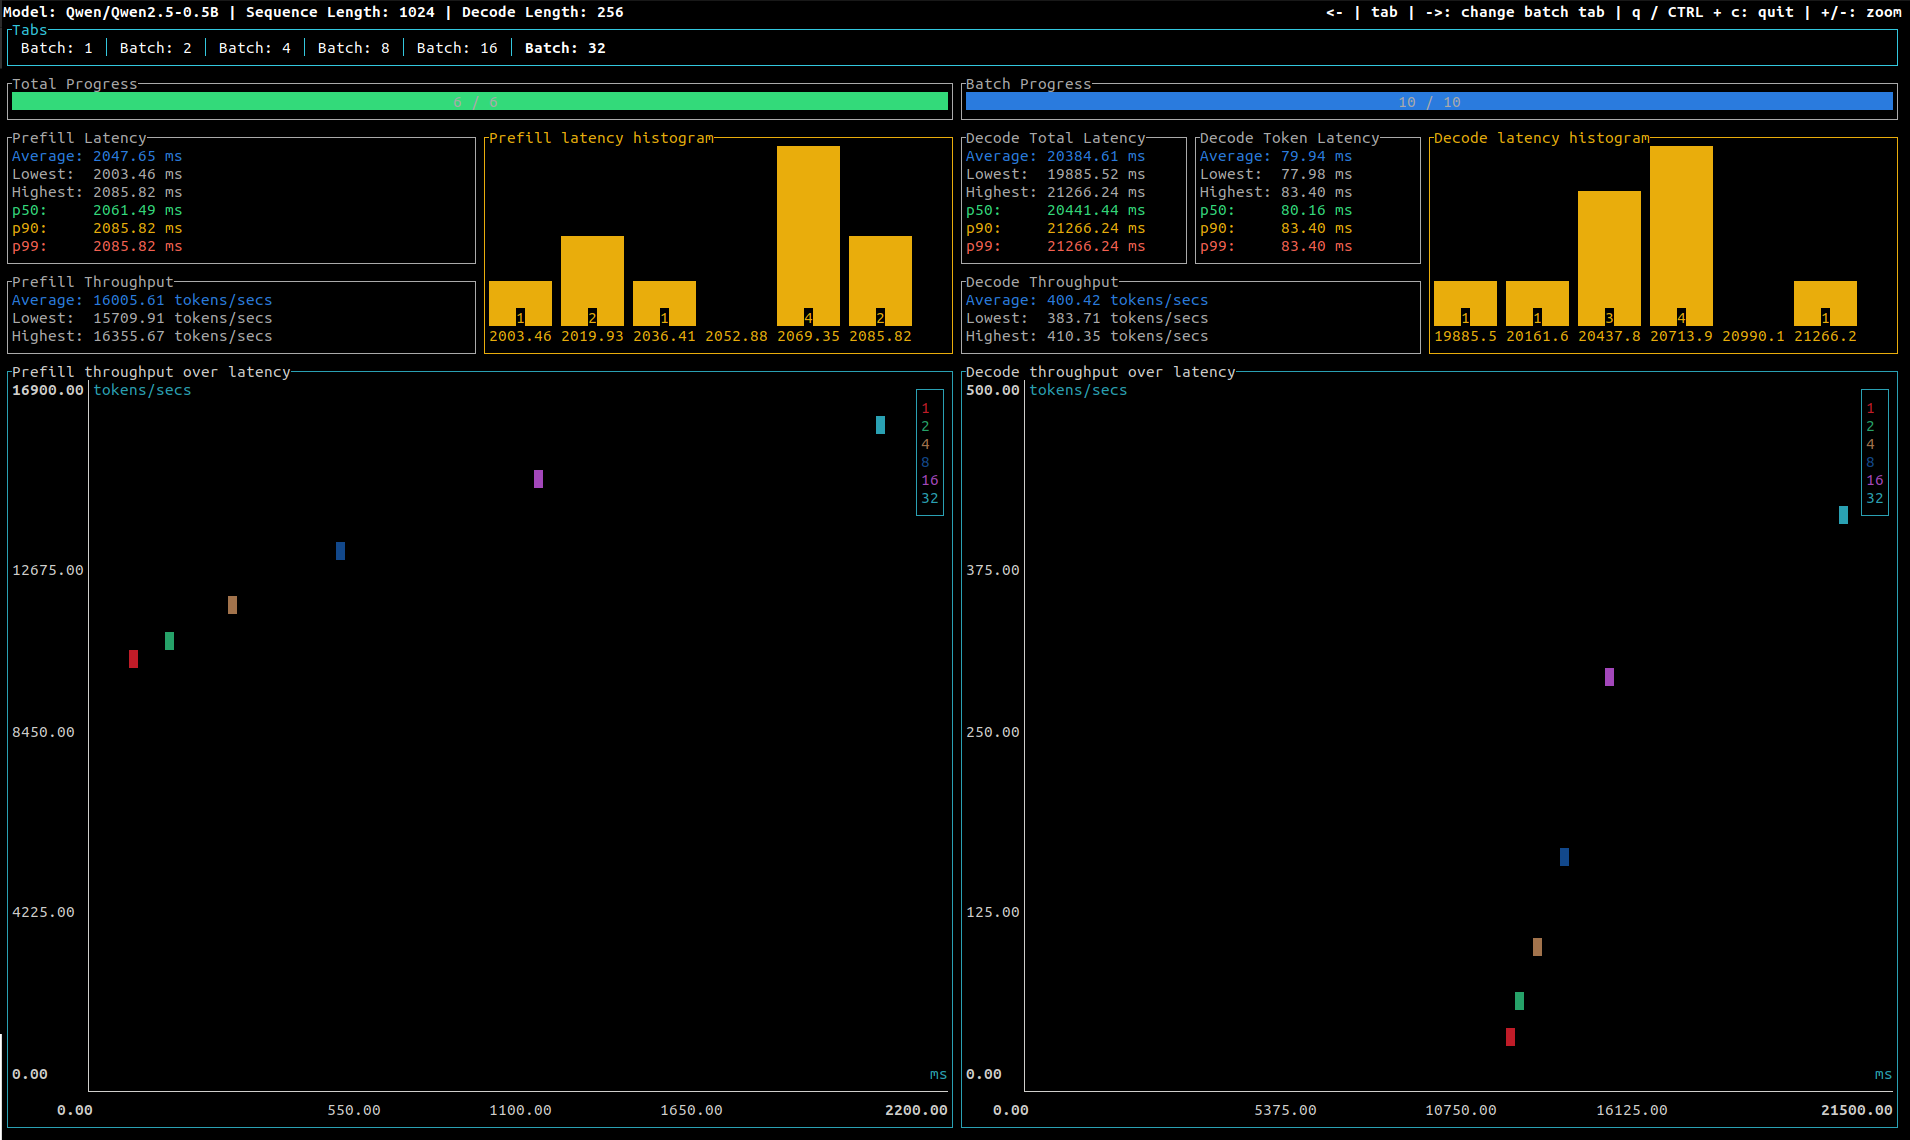 Model: Qwen/Qwen2.5-0.5B | Sequence Length: 1024 | Decode Length: 256
<- | tab | ->: change batch tab | q / CTRL + c: quit | +/-: zoom
Tabs
Batch: 1 | Batch: 2 | Batch: 4 | Batch: 8 | Batch: 16 | Batch: 32
Total Progress
6 / 6
Batch Progress
10 / 10
Prefill Latency
Average: 2047.65 ms
Lowest: 2003.46 ms
Highest: 2085.82 ms
p50: 2061.49 ms
p90: 2085.82 ms
p99: 2085.82 ms
Prefill Throughput
Average: 16005.61 tokens/secs
Lowest: 15709.91 tokens/secs
Highest: 16355.67 tokens/secs
Prefill latency histogram
1 2 1 4 2
2003.46 2019.93 2036.41 2052.88 2069.35 2085.82
Decode Total Latency
Average: 20384.61 ms
Lowest: 19885.52 ms
Highest: 21266.24 ms
p50: 20441.44 ms
p90: 21266.24 ms
p99: 21266.24 ms
Decode Token Latency
Average: 79.94 ms
Lowest: 77.98 ms
Highest: 83.40 ms
p50: 80.16 ms
p90: 83.40 ms
p99: 83.40 ms
Decode Throughput
Average: 400.42 tokens/secs
Lowest: 383.71 tokens/secs
Highest: 410.35 tokens/secs
Decode latency histogram
1 1 3 4 1
19885.5 20161.6 20437.8 20713.9 20990.1 21266.2
Prefill throughput over latency
16900.00 tokens/secs
1
2
4
8
16
32
12675.00
8450.00
4225.00
0.00
ms
0.00 550.00 1100.00 1650.00 2200.00
Decode throughput over latency
500.00 tokens/secs
1
2
4
8
16
32
375.00
250.00
125.00
0.00
ms
0.00 5375.00 10750.00 16125.00 21500.00